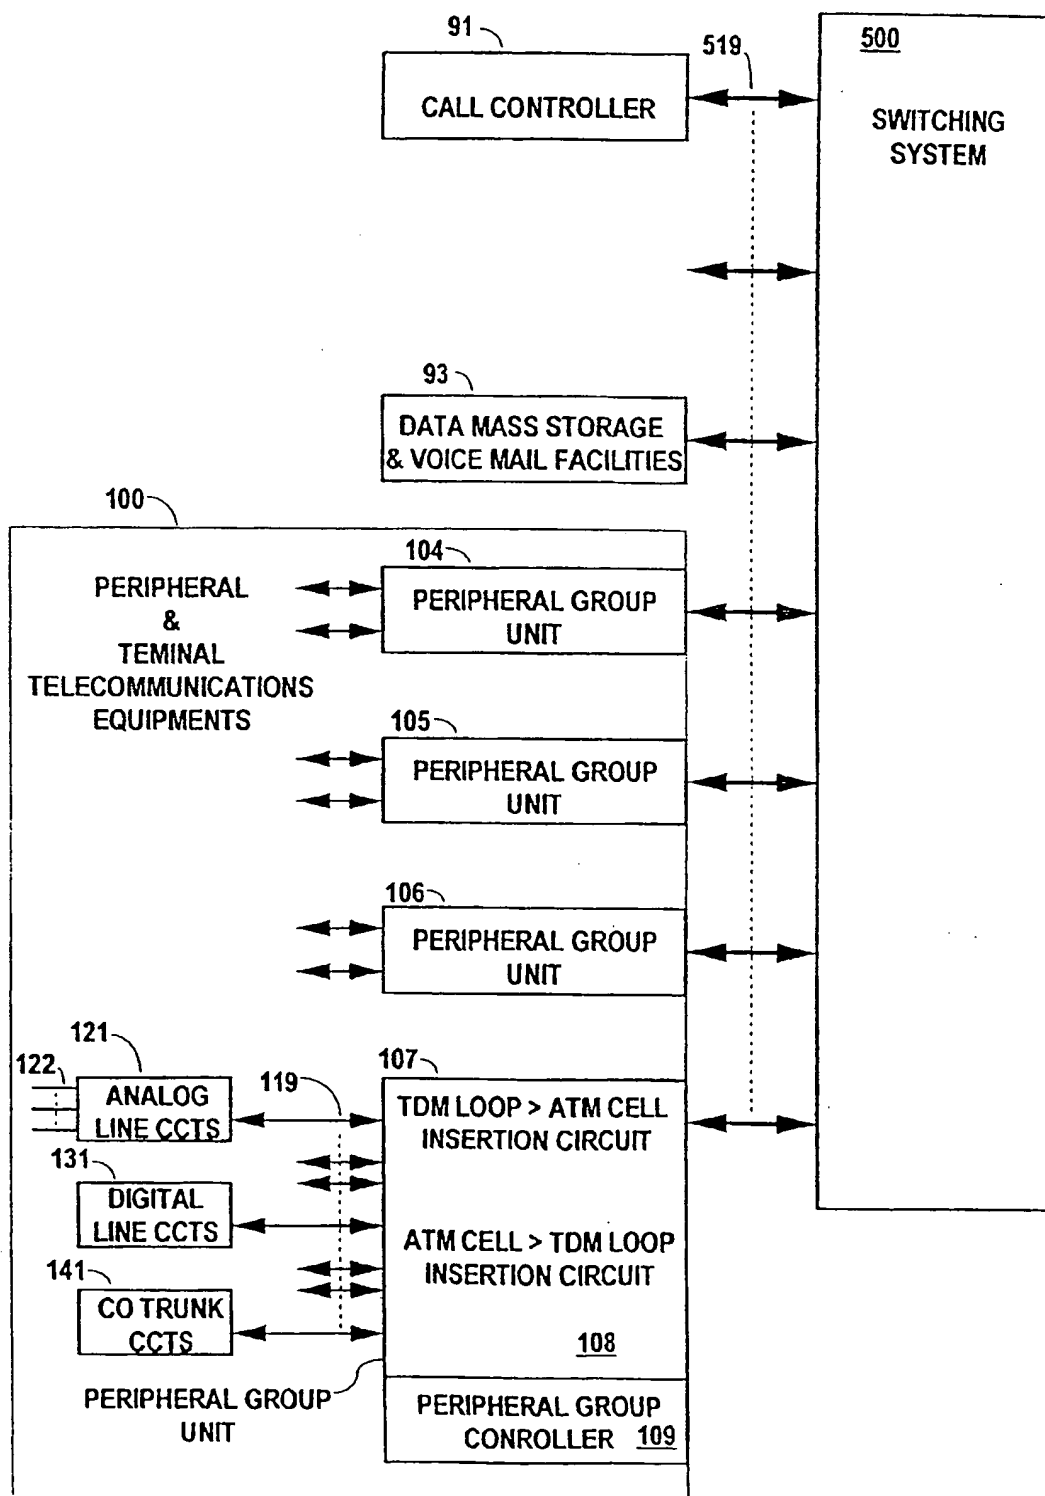 91
CALL CONTROLLER
519
500
SWITCHING
SYSTEM
93
DATA MASS STORAGE
& VOICE MAIL FACILITIES
100
PERIPHERAL
&
TEMINAL
TELECOMMUNICATIONS
EQUIPMENTS
104
PERIPHERAL GROUP
UNIT
105
PERIPHERAL GROUP
UNIT
106
PERIPHERAL GROUP
UNIT
121
122
ANALOG
LINE CCTS
119
107
TDM LOOP > ATM CELL
INSERTION CIRCUIT
131
DIGITAL
LINE CCTS
ATM CELL > TDM LOOP
INSERTION CIRCUIT
141
CO TRUNK
CCTS
108
PERIPHERAL GROUP
UNIT
PERIPHERAL GROUP
CONROLLER 109